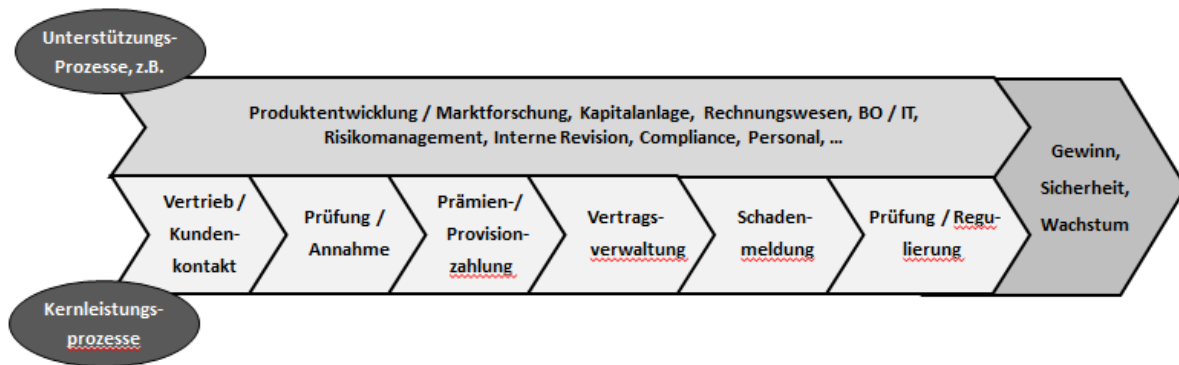 Unterstützungs-
Prozesse, z.B.
Produktentwicklung / Marktforschung, Kapitalanlage, Rechnungswesen, BO / IT,
Risikomanagement, Interne Revision, Compliance, Personal, ...
Gewinn,
Sicherheit,
Wachstum
Vertrieb /
Kunden-
kontakt
Prüfung /
Annahme
Prämien-/
Provision-
zahlung
Vertrags-
verwaltung
Schaden-
meldung
Prüfung / Regu-
lierung
Kernleistungs-
prozesse